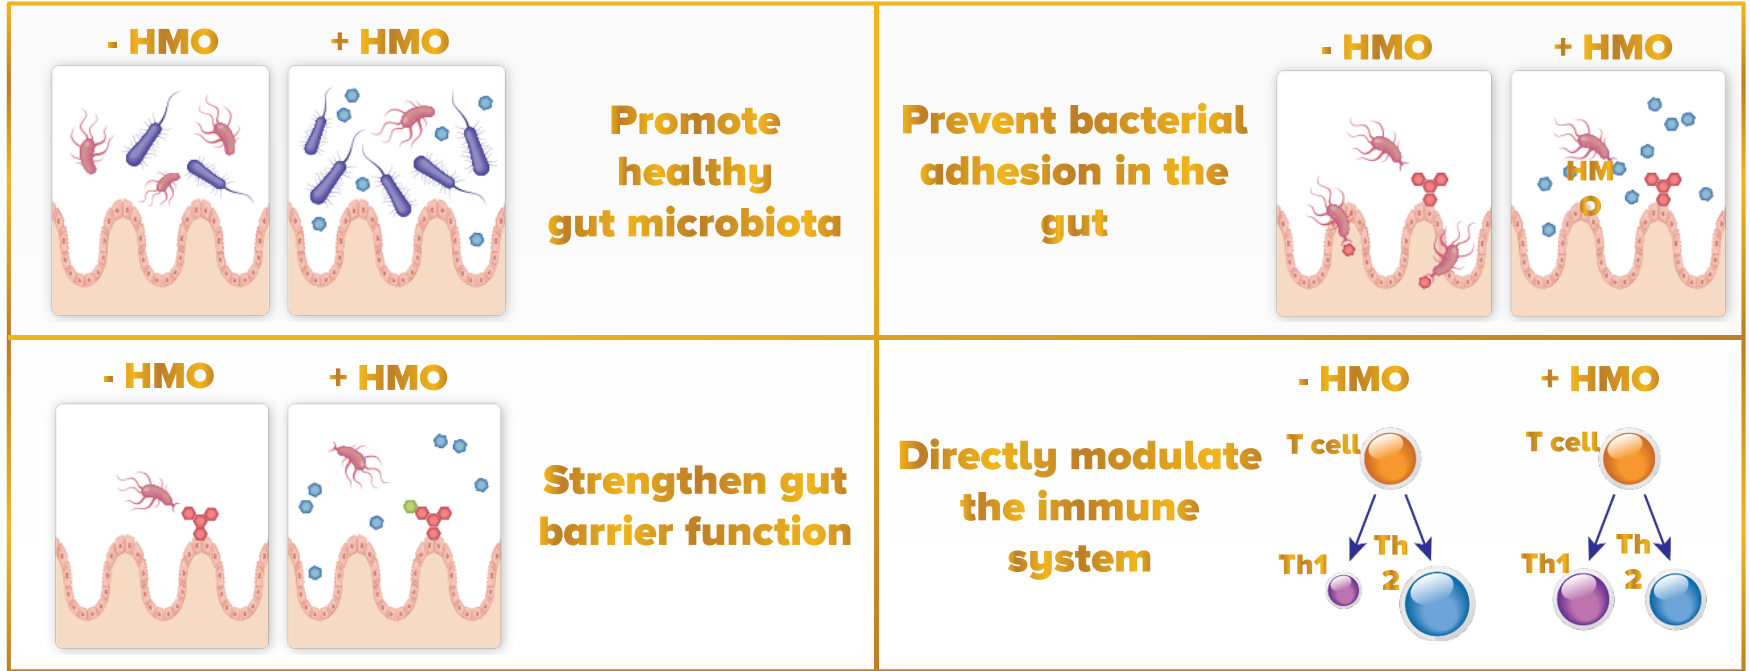 - HMO
+ HMO
Promote
healthy
gut microbiota
Prevent bacterial
adhesion in the
gut
- HMO
+ HMO
HM
O
- HMO
+ HMO
Strengthen gut
barrier function
Directly modulate
the immune
system
- HMO
+ HMO
T cell
Th1
Th
2
T cell
Th1
Th
2